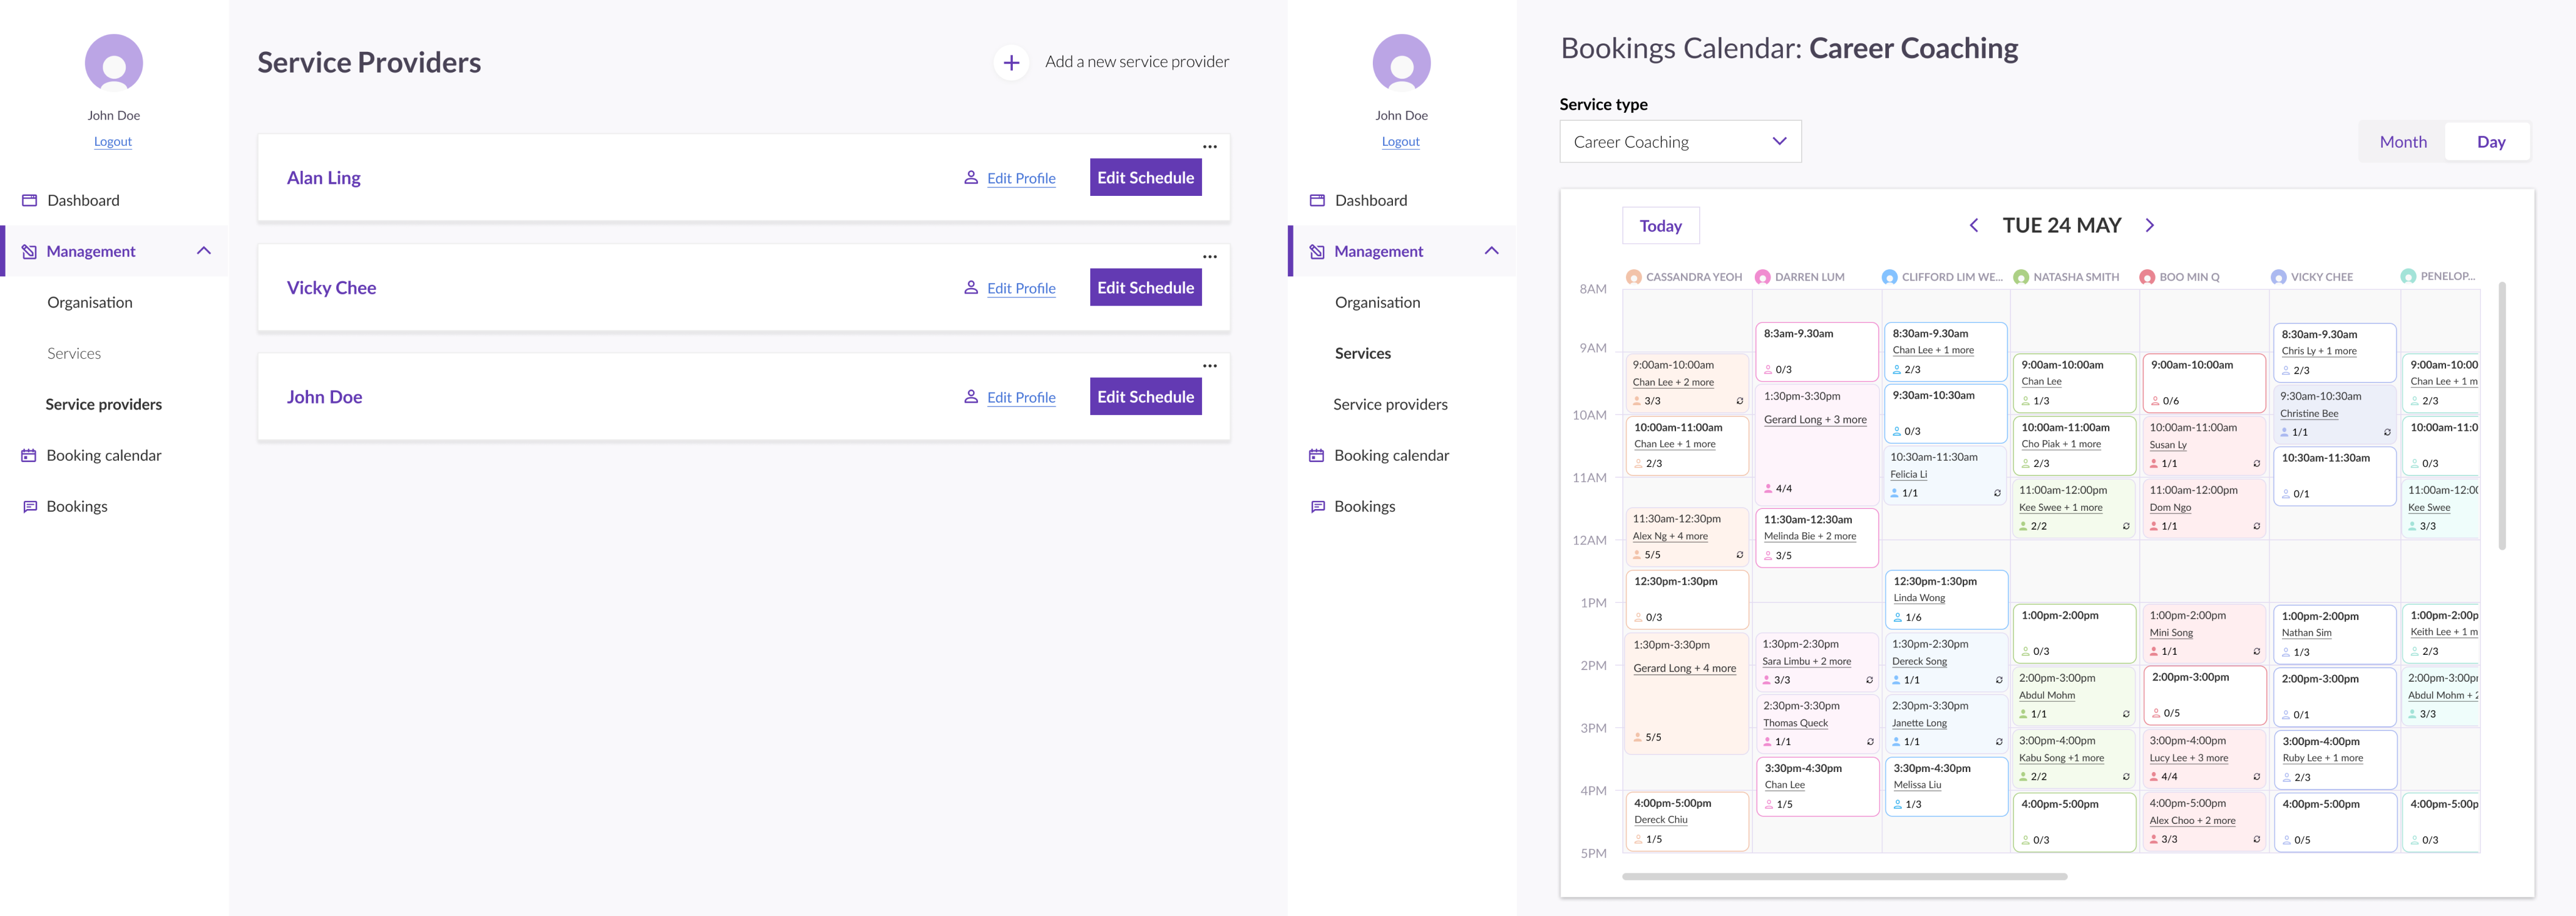 John Doe
Logout
Dashboard
Management
Organisation
Services
Service providers
Booking calendar
Bookings
Service Providers
Add a new service provider
Alan Ling
Edit Profile
Edit Schedule
Vicky Chee
Edit Profile
Edit Schedule
John Doe
Edit Profile
Edit Schedule
John Doe
Logout
Dashboard
Management
Organisation
Services
Service providers
Booking calendar
Bookings
Bookings Calendar: Career Coaching
Service type
Career Coaching
Month
Day
Today
TUE 24 MAY
8AM
9AM
10AM
11AM
12AM
1PM
2PM
3PM
4PM
5PM
CASSANDRA YEOH
9:00am-10:00am
Chan Lee + 2 more
3/3
10:00am-11:00am
Chan Lee + 1 more
2/3
11:30am-12:30pm
Alex Ng + 4 more
5/5
12:30pm-1:30pm
0/3
1:30pm-3:30pm
Gerard Long + 4 more
5/5
4:00pm-5:00pm
Dereck Chiu
1/5
DARREN LUM
8:3am-9.30am
0/3
1:30pm-3:30pm
Gerard Long + 3 more
4/4
11:30am-12:30am
Melinda Bie + 2 more
3/5
1:30pm-2:30pm
Sara Limbu + 2 more
3/3
2:30pm-3:30pm
Thomas Queck
1/1
3:30pm-4:30pm
Chan Lee
1/5
CLIFFORD LIM WE...
8:30am-9.30am
Chan Lee + 1 more
2/3
9:30am-10:30am
0/3
10:30am-11:30am
Felicia Li
1/1
12:30pm-1:30pm
Linda Wong
1/6
1:30pm-2:30pm
Dereck Song
1/1
2:30pm-3:30pm
Janette Long
1/1
3:30pm-4:30pm
Melissa Liu
1/3
NATASHA SMITH
9:00am-10:00am
Chan Lee
1/3
10:00am-11:00am
Cho Piak + 1 more
2/3
11:00am-12:00pm
Kee Swee + 1 more
2/2
1:00pm-2:00pm
0/3
2:00pm-3:00pm
Abdul Mohm
1/1
3:00pm-4:00pm
Kabu Song +1 more
2/2
4:00pm-5:00pm
0/3
BOO MIN Q
9:00am-10:00am
0/6
10:00am-11:00am
Susan Ly
1/1
11:00am-12:00pm
Dom Ngo
1/1
1:00pm-2:00pm
Mini Song
1/1
2:00pm-3:00pm
0/5
3:00pm-4:00pm
Lucy Lee + 3 more
4/4
4:00pm-5:00pm
Alex Choo + 2 more
3/3
VICKY CHEE
8:30am-9.30am
Chris Ly + 1 more
2/3
9:30am-10:30am
Christine Bee
1/1
10:30am-11:30am
0/1
1:00pm-2:00pm
Nathan Sim
1/3
2:00pm-3:00pm
0/1
3:00pm-4:00pm
Ruby Lee + 1 more
2/3
4:00pm-5:00pm
0/5
PENELOP...
9:00am-10:00
Chan Lee + 1 m
2/3
10:00am-11:0
0/3
11:00am-12:00
Kee Swee
3/3
1:00pm-2:00p
Keith Lee + 1 m
2/3
2:00pm-3:00p
Abdul Mohm + 2
3/3
4:00pm-5:00p
0/3